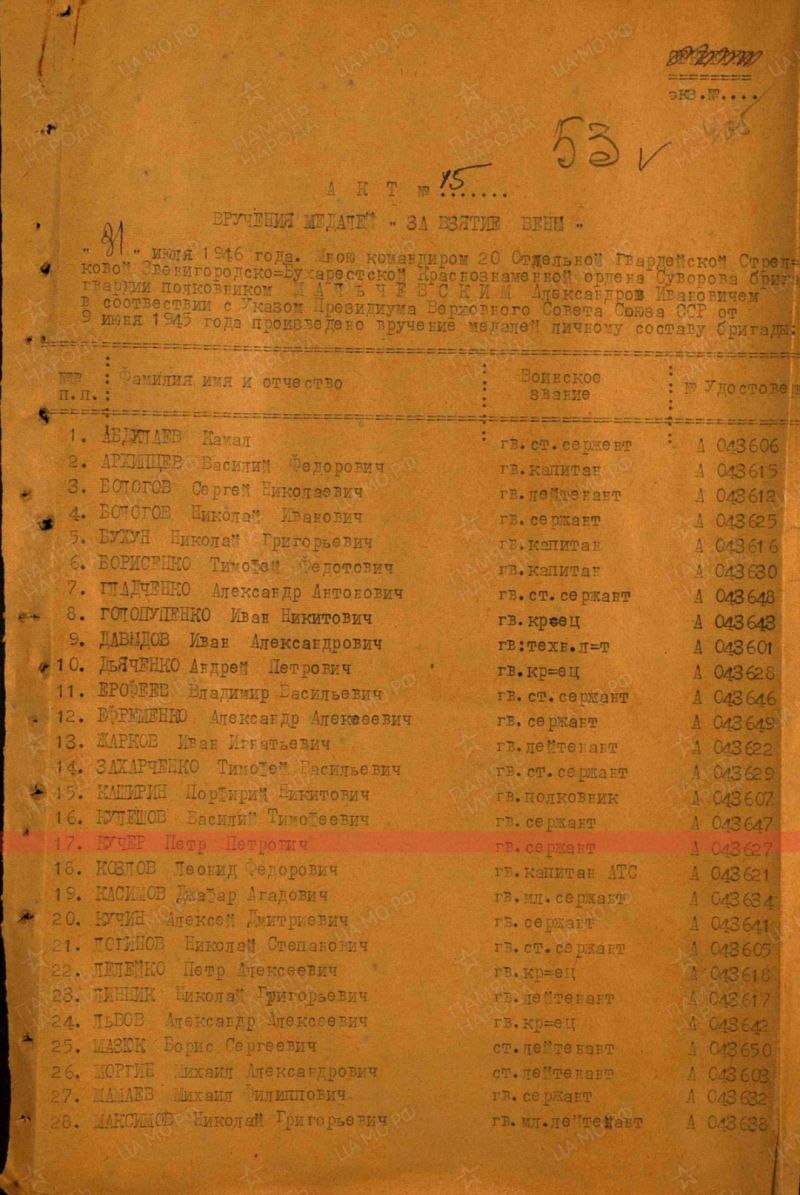 экз.№....
53
АКТ № 15.......
ВРУЧЕНИЯ МЕДАЛЕЙ "ЗА ВЗЯТИЕ ВЕНЫ"
"31" июля 1946 года. Мною командиром 20 Отдельной Гвардейской Стрел=
ковой Звенигородско=Бухарестской Краснознаменной ордена Суворова бриг
гвардии полковником
в соответствии с Указом Президиума Верховного Совета Союза ССР от
9 июня 1945 года произведено вручение медалей личному составу бригады:
№№ п.п. : Фамилия имя и отчество : Воинское звание : № Удостове
1. АБДУЛАЕВ Камал гв. ст. сержант А 043606
2. Василий Федорович гв.капитан А 043615
3. БОЛОГОВ Сергей Николаевич гв.лейтенант А 043612
4. БОЛОГОВ Николай Иванович гв. сержант А 043625
5. Николай Григорьевич гв.капитан А 043616
6. БОРИСЕНКО Тимофей Федотович гв.капитан А 043630
7. ГЛАДЧЕНКО Александр Антонович гв. ст. сержант А 043648
8. ГОЛОПУПЕНКО Иван Никитович гв.кр=ец А 043643
9. ДАВЫДОВ Иван Александрович гв:техн.л=т А 043601
10. ДЬЯЧЕНКО Андрей Петрович гв.кр=ец А 043628
11. ЕРОФЕЕВ Владимир Васильевич гв. ст. сержант А 043646
12. ЕФРЕМЕНКО Александр Алексеевич гв. сержант А 043649
13. ЖАРКОВ Иван Игнатьевич гв.лейтенант А 043622
14. ЗАХАРЧЕНКО Тимофей Васильевич гв. ст. сержант А 043629
15. КАШИРИН Порфирий Никитович гв.полковник А 043607
16. КУЛЕШОВ Василий Тимофеевич гв. сержант А 043647
17. КУЧЕР Петр Петрович гв. сержант А 043627
18. КОЗЛОВ Леонид Федорович гв.капитан АТС А 043621
19. КАСИМОВ Джафар Агадович гв. мл. сержант А 043634
20. КУЧИН Алексей Дмитриевич гв. сержант А 043641
21. ЛОГИНОВ Николай Степанович гв. ст. сержант А 043605
22. ЛЕЛЕЙКО Петр Алексеевич гв.кр=ец А 043618
23. ЛИННИК Николай Григорьевич гв.лейтенант А 043617
24. ЛЬВОВ Александр Алексеевич гв.кр=ец А 043642
25. МАЗЮК Борис Сергеевич ст.лейтенант А 043650
26. МОРГИН Михаил Александрович ст.лейтенант А 043603
27. МАМАЕВ Михаил Филиппович гв. сержант А 043632
28. МАКСИМОВ Николай Григорьевич гв. мл.лейтенант А 043638